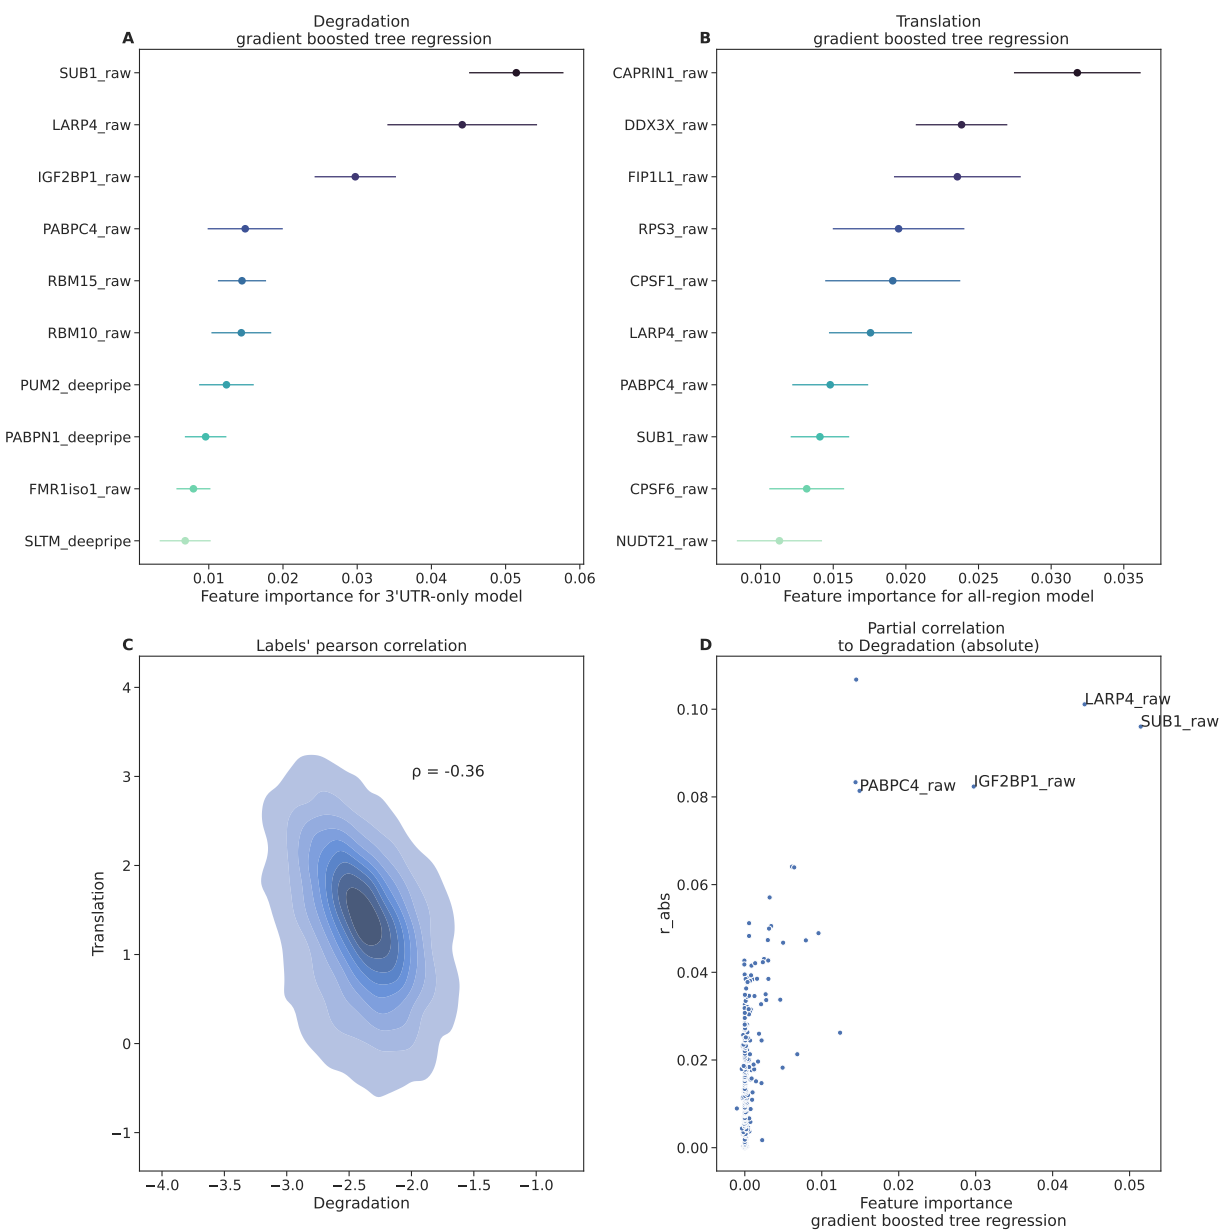 Degradation
A gradient boosted tree regression
SUB1_raw
LARP4_raw
IGF2BP1_raw
PABPC4_raw
RBM15_raw
RBM10_raw
PUM2_deepripe
PABPN1_deepripe
FMR1iso1_raw
SLTM_deepripe
0.01 0.02 0.03 0.04 0.05 0.06
Feature importance for 3'UTR-only model
Translation
B gradient boosted tree regression
CAPRIN1_raw
DDX3X_raw
FIP1L1_raw
RPS3_raw
CPSF1_raw
LARP4_raw
PABPC4_raw
SUB1_raw
CPSF6_raw
NUDT21_raw
0.010 0.015 0.020 0.025 0.030 0.035
Feature importance for all-region model
C Labels' pearson correlation
4
3
2
1
0
−1
Translation
ρ = -0.36
−4.0 −3.5 −3.0 −2.5 −2.0 −1.5 −1.0
Degradation
Partial correlation
D to Degradation (absolute)
0.10
0.08
0.06
0.04
0.02
0.00
r_abs
LARP4_raw
SUB1_raw
PABPC4_raw
IGF2BP1_raw
0.00 0.01 0.02 0.03 0.04 0.05
Feature importance
gradient boosted tree regression